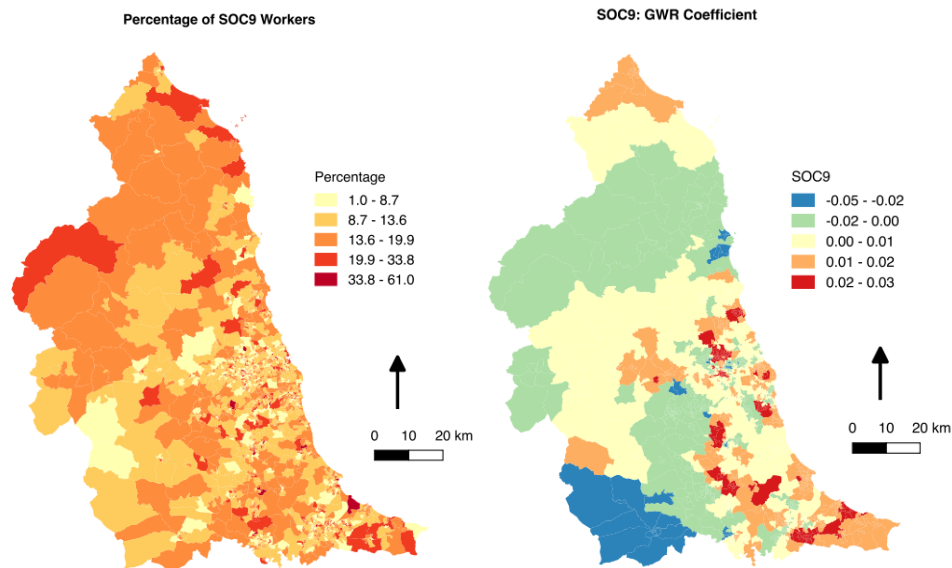 Percentage of SOC9 Workers
Percentage
1.0 - 8.7
8.7 - 13.6
13.6 - 19.9
19.9 - 33.8
33.8 - 61.0
0 10 20 km
SOC9: GWR Coefficient
SOC9
-0.05 - -0.02
-0.02 - 0.00
0.00 - 0.01
0.01 - 0.02
0.02 - 0.03
0 10 20 km